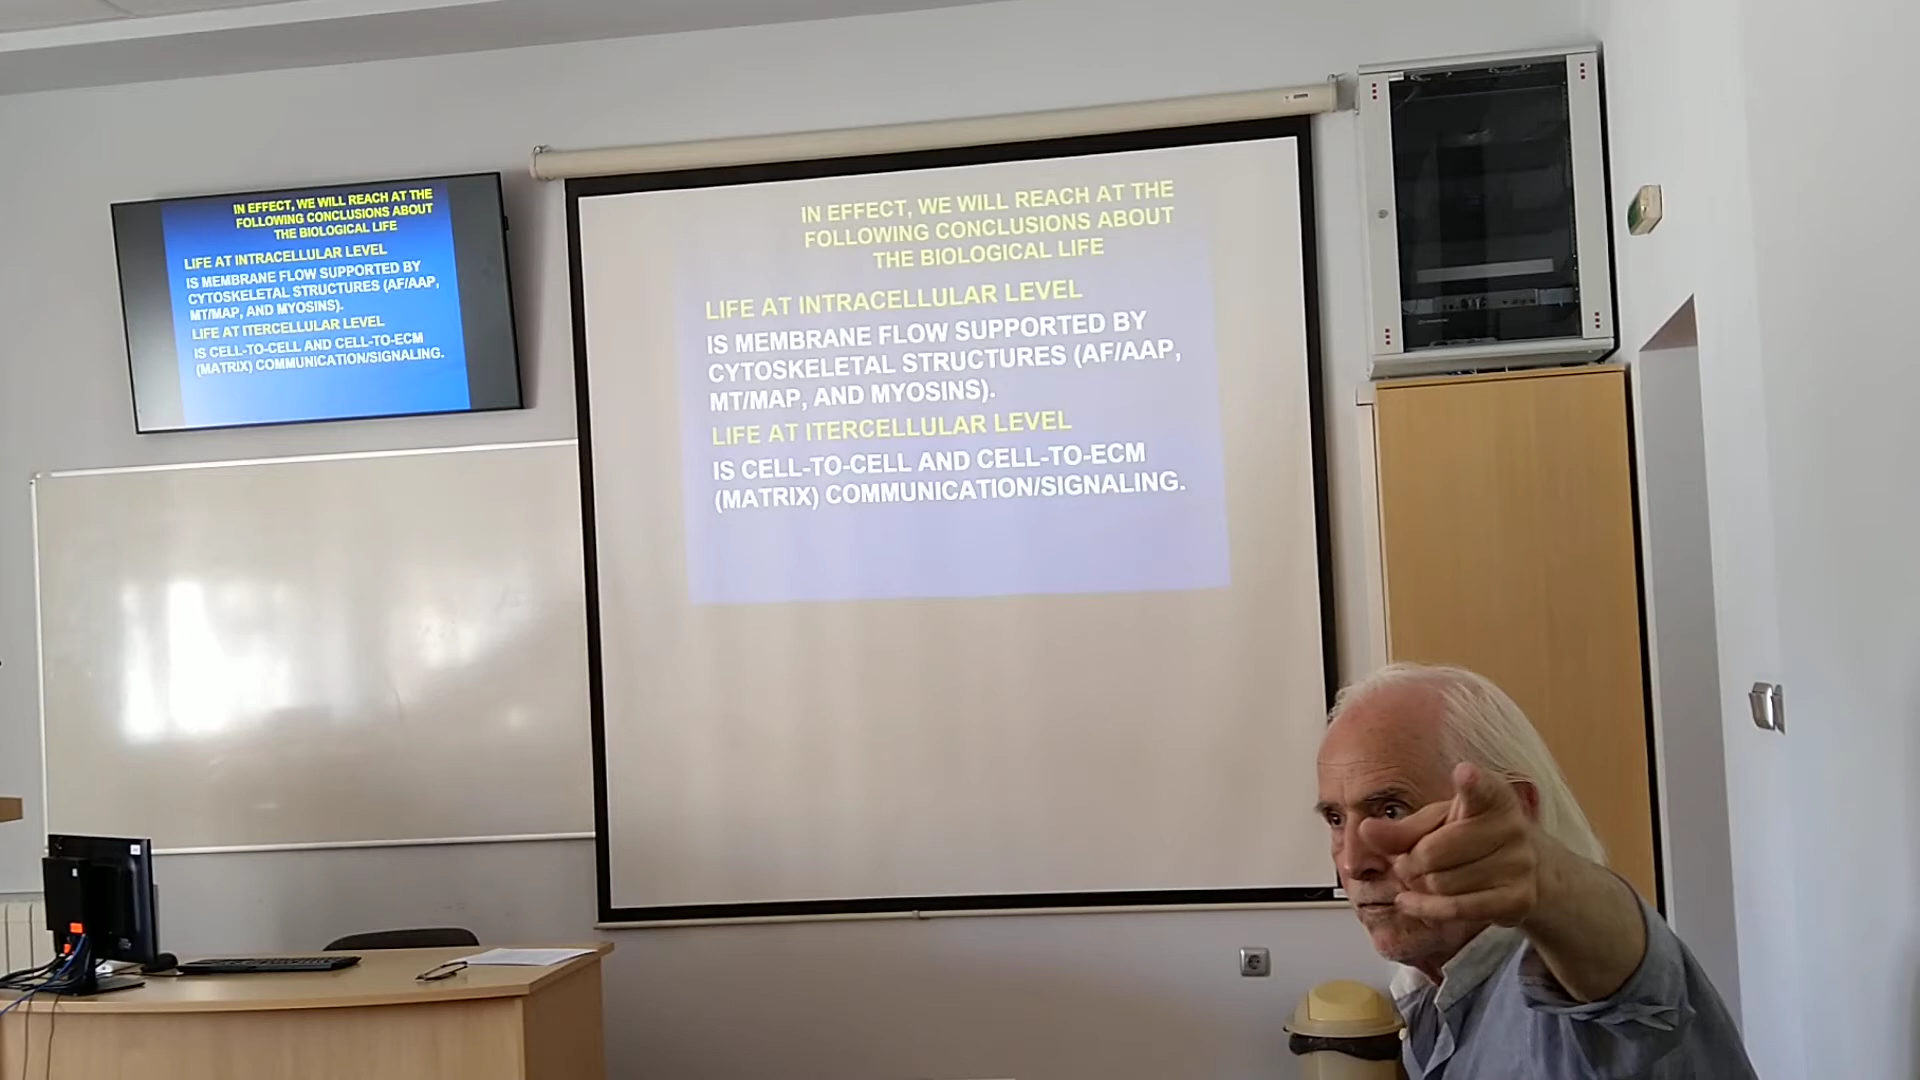 IN EFFECT, WE WILL REACH AT THE
FOLLOWING CONCLUSIONS ABOUT
THE BIOLOGICAL LIFE
LIFE AT INTRACELLULAR LEVEL
IS MEMBRANE FLOW SUPPORTED BY
CYTOSKELETAL STRUCTURES (AF/AAP,
MT/MAP, AND MYOSINS).
LIFE AT ITERCELLULAR LEVEL
IS CELL-TO-CELL AND CELL-TO-ECM
(MATRIX) COMMUNICATION/SIGNALING.
IN EFFECT, WE WILL REACH AT THE
FOLLOWING CONCLUSIONS ABOUT
THE BIOLOGICAL LIFE
LIFE AT INTRACELLULAR LEVEL
IS MEMBRANE FLOW SUPPORTED BY
CYTOSKELETAL STRUCTURES (AF/AAP,
MT/MAP, AND MYOSINS).
LIFE AT ITERCELLULAR LEVEL
IS CELL-TO-CELL AND CELL-TO-ECM
(MATRIX) COMMUNICATION/SIGNALING.